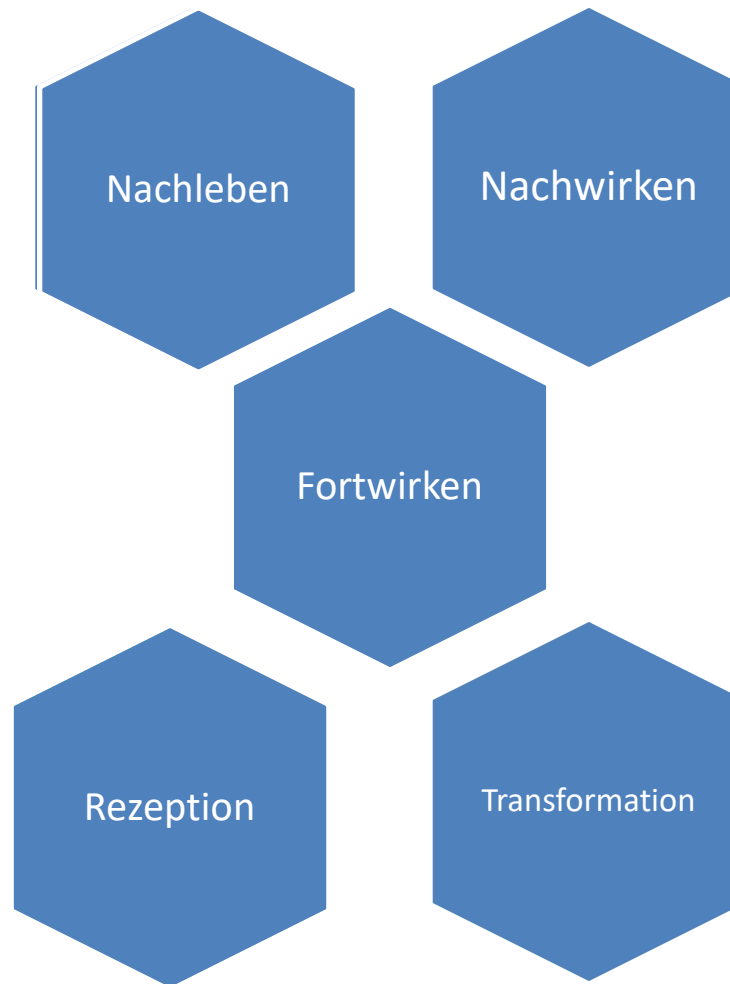 Nachleben
Nachwirken
Fortwirken
Rezeption
Transformation